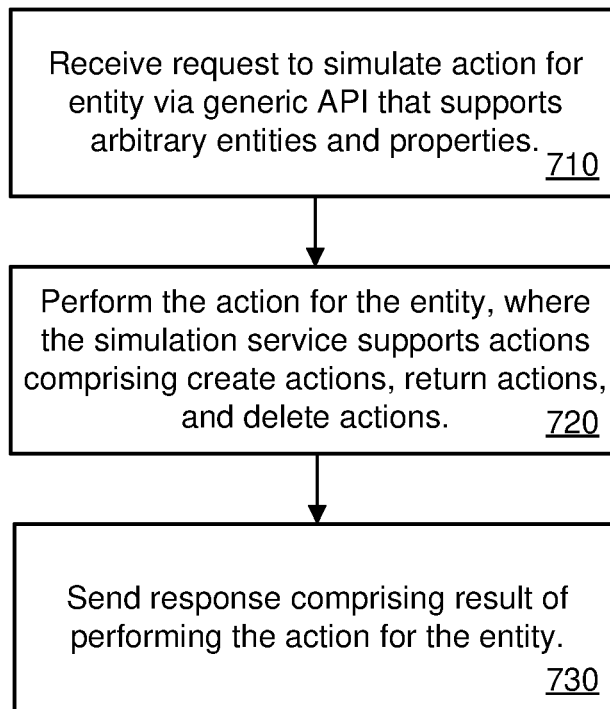 Receive request to simulate action for
entity via generic API that supports
arbitrary entities and properties.
710
Perform the action for the entity, where
the simulation service supports actions
comprising create actions, return actions,
and delete actions.
720
Send response comprising result of
performing the action for the entity.
730